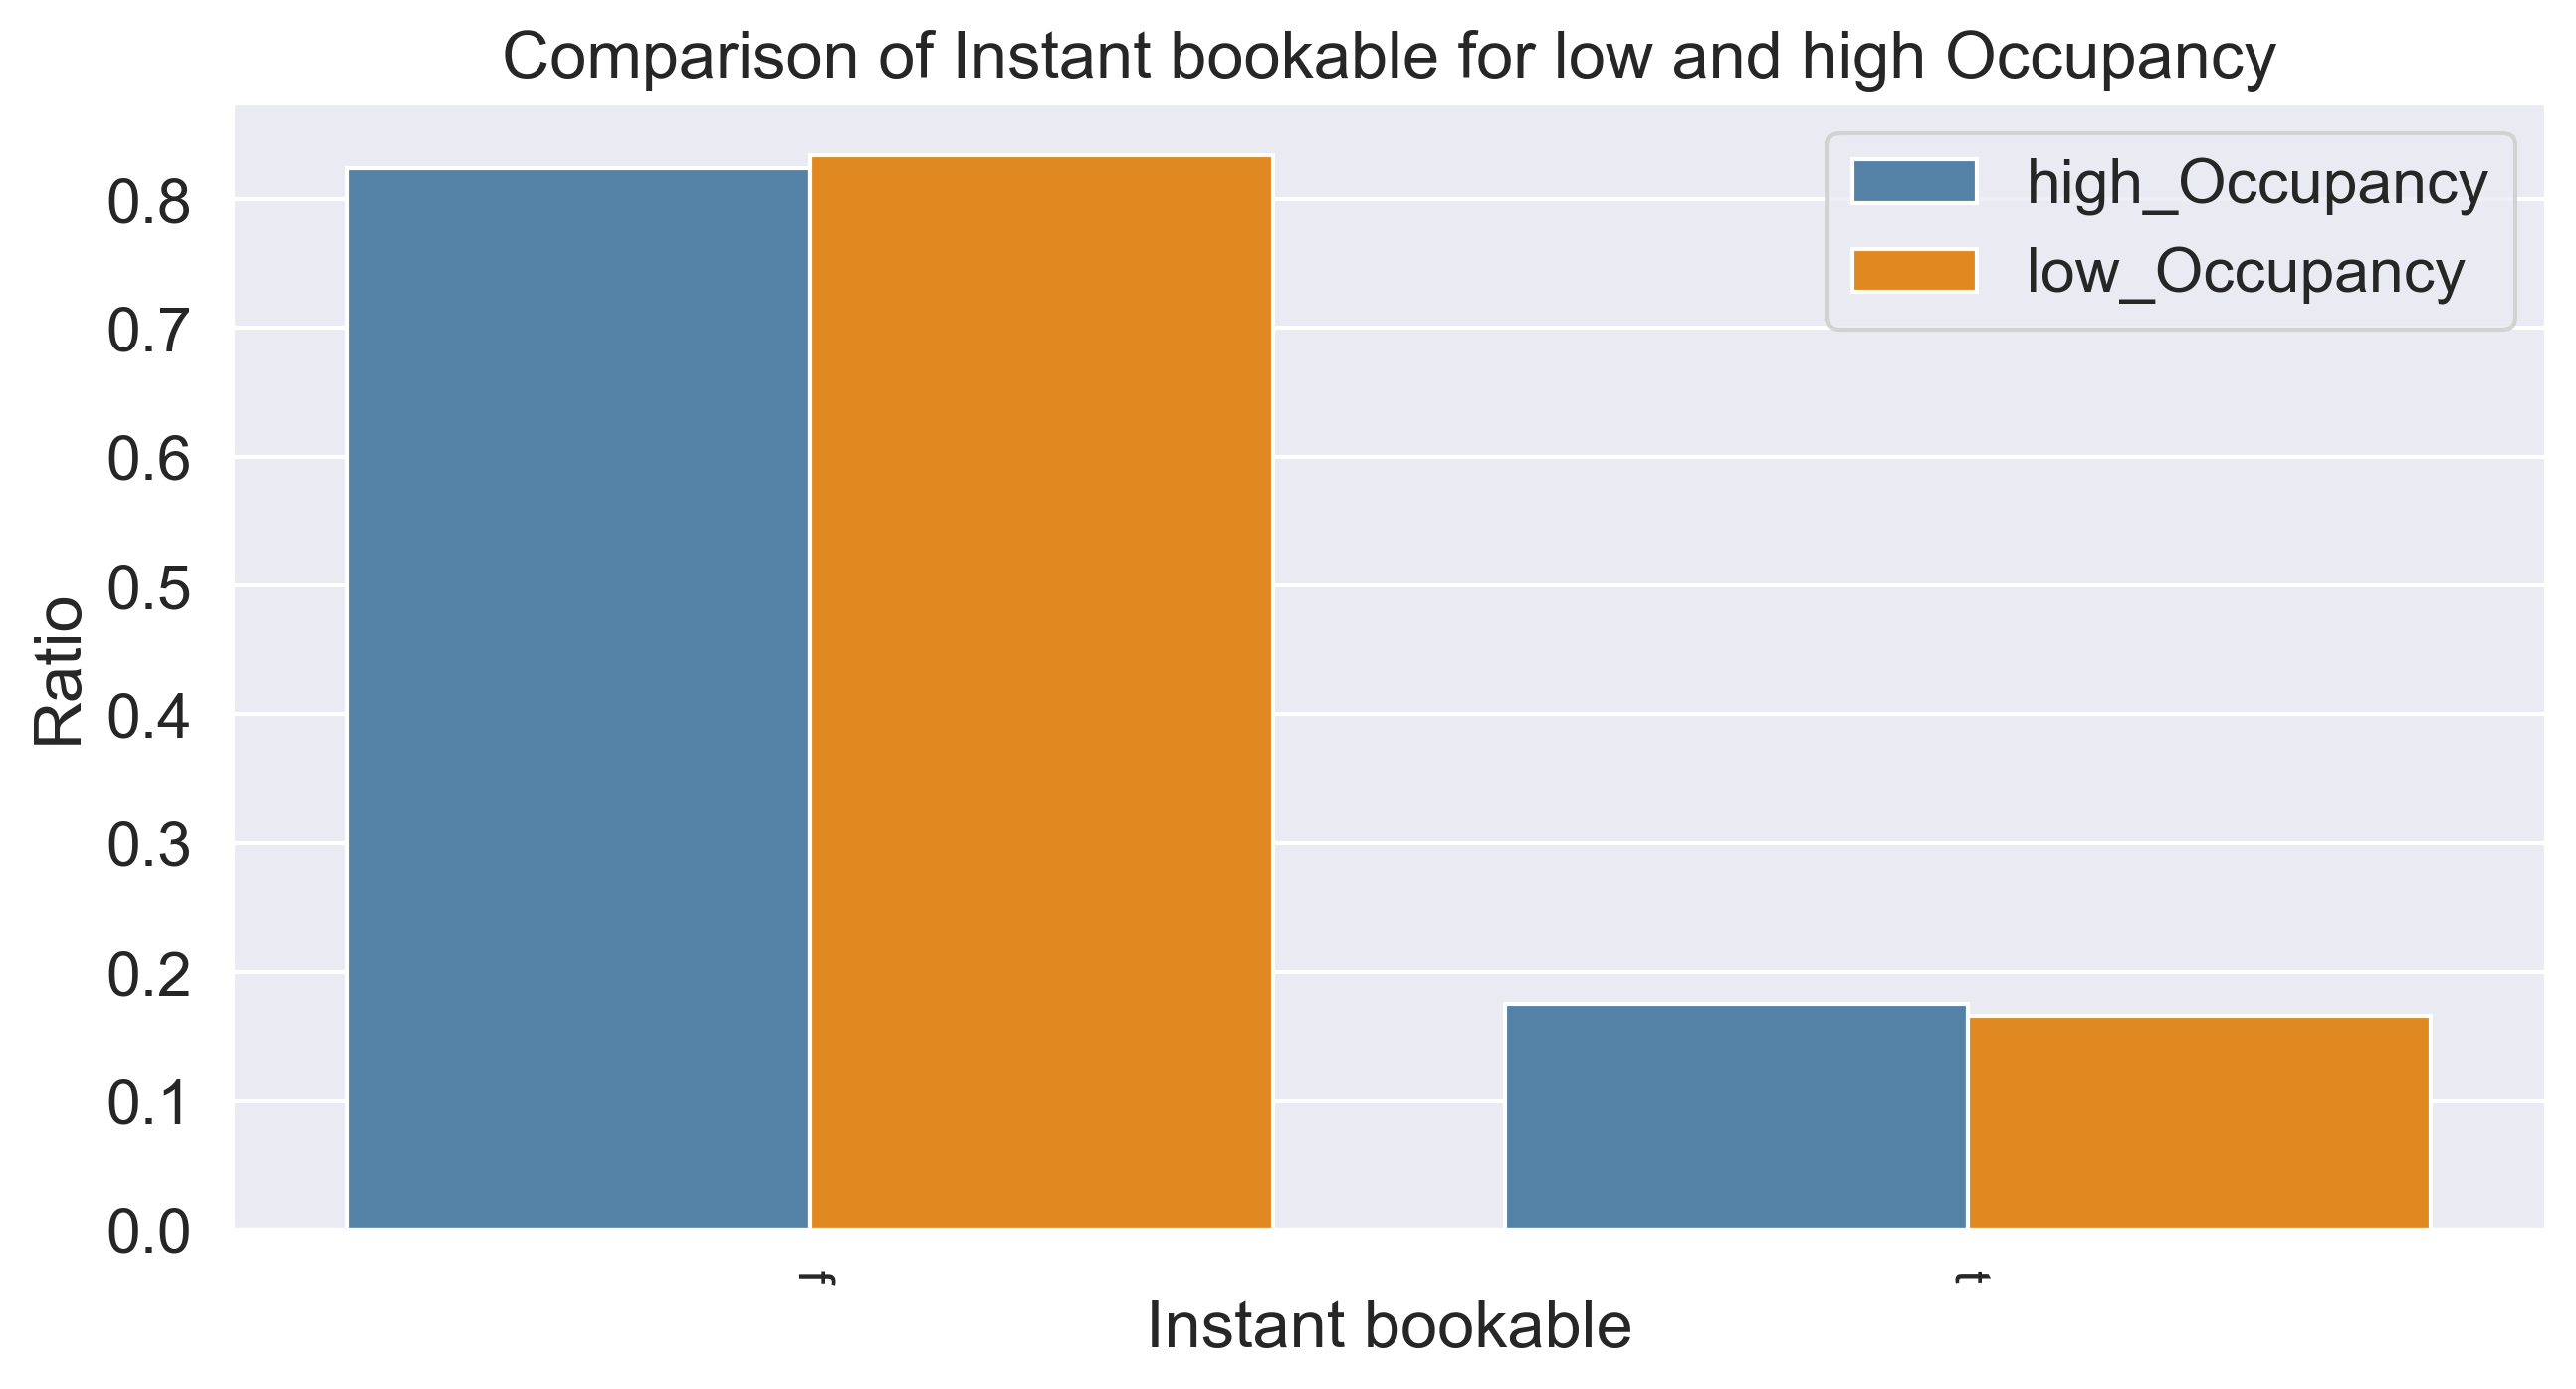 Comparison of Instant bookable for low and high Occupancy
high_Occupancy
low_Occupancy
0.8
0.7
0.6
0.5
0.4
0.3
0.2
0.1
0.0
Ratio
f
t
Instant bookable